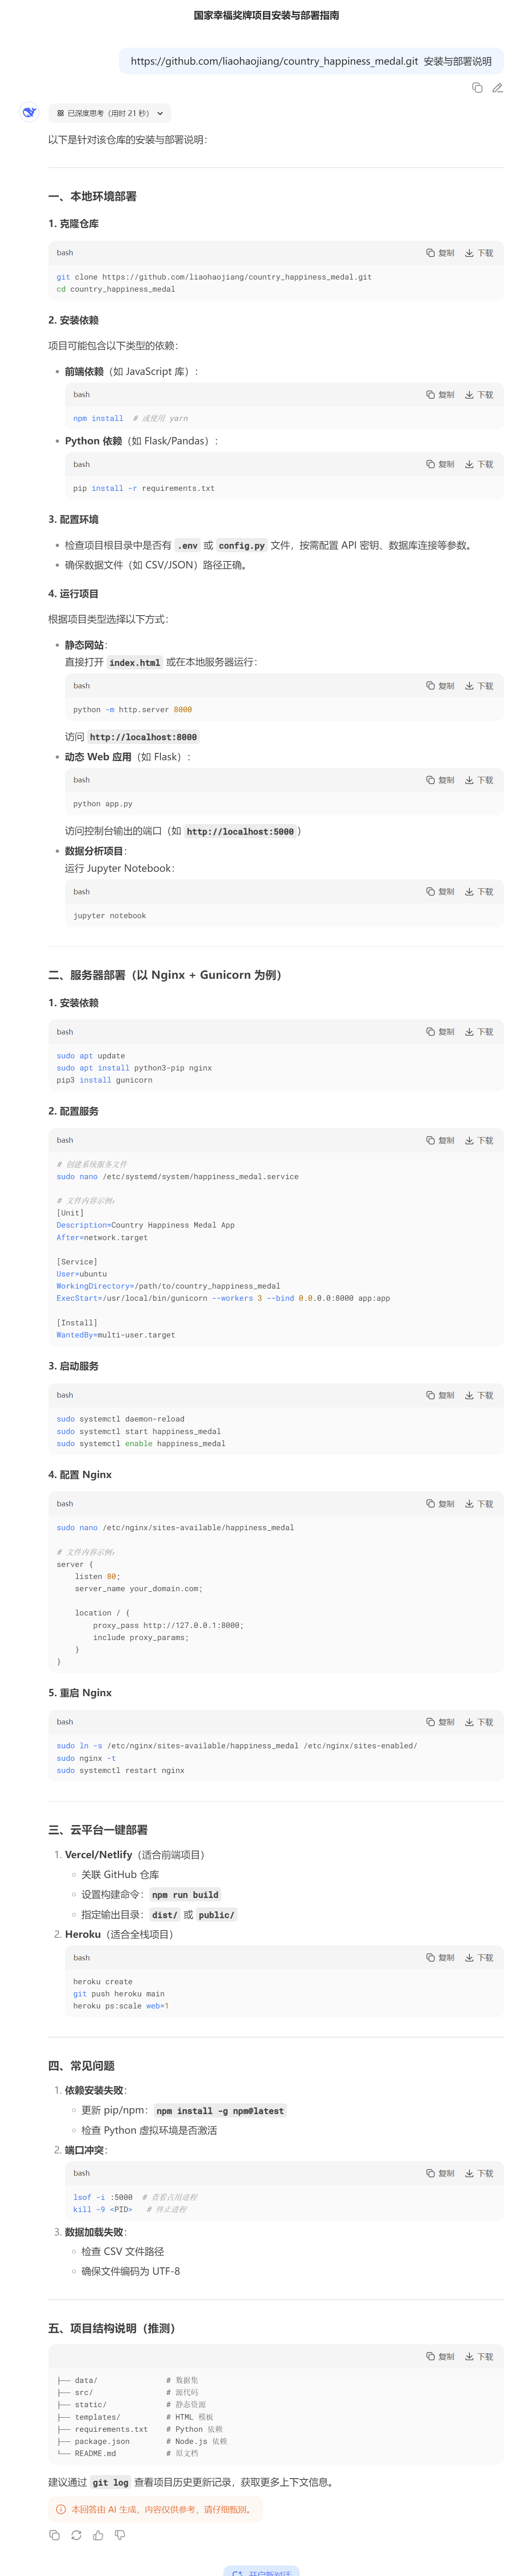 国家幸福奖牌项目安装与部署指南
https://github.com/liaohaojiang/country_happiness_medal.git 安装与部署说明
已深度思考（用时 21 秒）
以下是针对该仓库的安装与部署说明：
一、本地环境部署
1. 克隆仓库
bash 复制 下载
git clone https://github.com/liaohaojiang/country_happiness_medal.git
cd country_happiness_medal
2. 安装依赖
项目可能包含以下类型的依赖：
• 前端依赖（如 JavaScript 库）：
bash 复制 下载
npm install  # 或使用 yarn
• Python 依赖（如 Flask/Pandas）：
bash 复制 下载
pip install -r requirements.txt
3. 配置环境
• 检查项目根目录中是否有 .env 或 config.py 文件，按需配置 API 密钥、数据库连接等参数。
• 确保数据文件（如 CSV/JSON）路径正确。
4. 运行项目
根据项目类型选择以下方式：
• 静态网站：
直接打开 index.html 或在本地服务器运行：
bash 复制 下载
python -m http.server 8000
访问 http://localhost:8000
• 动态 Web 应用（如 Flask）：
bash 复制 下载
python app.py
访问控制台输出的端口（如 http://localhost:5000）
• 数据分析项目：
运行 Jupyter Notebook：
bash 复制 下载
jupyter notebook
二、服务器部署（以 Nginx + Gunicorn 为例）
1. 安装依赖
bash 复制 下载
sudo apt update
sudo apt install python3-pip nginx
pip3 install gunicorn
2. 配置服务
bash 复制 下载
# 创建系统服务文件
sudo nano /etc/systemd/system/happiness_medal.service
# 文件内容示例：
[Unit]
Description=Country Happiness Medal App
After=network.target
[Service]
User=ubuntu
WorkingDirectory=/path/to/country_happiness_medal
ExecStart=/usr/local/bin/gunicorn --workers 3 --bind 0.0.0.0:8000 app:app
[Install]
WantedBy=multi-user.target
3. 启动服务
bash 复制 下载
sudo systemctl daemon-reload
sudo systemctl start happiness_medal
sudo systemctl enable happiness_medal
4. 配置 Nginx
bash 复制 下载
sudo nano /etc/nginx/sites-available/happiness_medal
# 文件内容示例：
server {
    listen 80;
    server_name your_domain.com;
    location / {
        proxy_pass http://127.0.0.1:8000;
        include proxy_params;
    }
}
5. 重启 Nginx
bash 复制 下载
sudo ln -s /etc/nginx/sites-available/happiness_medal /etc/nginx/sites-enabled/
sudo nginx -t
sudo systemctl restart nginx
三、云平台一键部署
1. Vercel/Netlify（适合前端项目）
◦ 关联 GitHub 仓库
◦ 设置构建命令：npm run build
◦ 指定输出目录：dist/ 或 public/
2. Heroku（适合全栈项目）
bash 复制 下载
heroku create
git push heroku main
heroku ps:scale web=1
四、常见问题
1. 依赖安装失败：
◦ 更新 pip/npm：npm install -g npm@latest
◦ 检查 Python 虚拟环境是否激活
2. 端口冲突：
bash 复制 下载
lsof -i :5000  # 查看占用进程
kill -9 <PID>   # 终止进程
3. 数据加载失败：
◦ 检查 CSV 文件路径
◦ 确保文件编码为 UTF-8
五、项目结构说明（推测）
复制 下载
├── data/               # 数据集
├── src/                # 源代码
├── static/             # 静态资源
├── templates/          # HTML 模板
├── requirements.txt    # Python 依赖
├── package.json        # Node.js 依赖
└── README.md           # 原文档
建议通过 git log 查看项目历史更新记录，获取更多上下文信息。
本回答由 AI 生成，内容仅供参考，请仔细甄别。
开启新对话